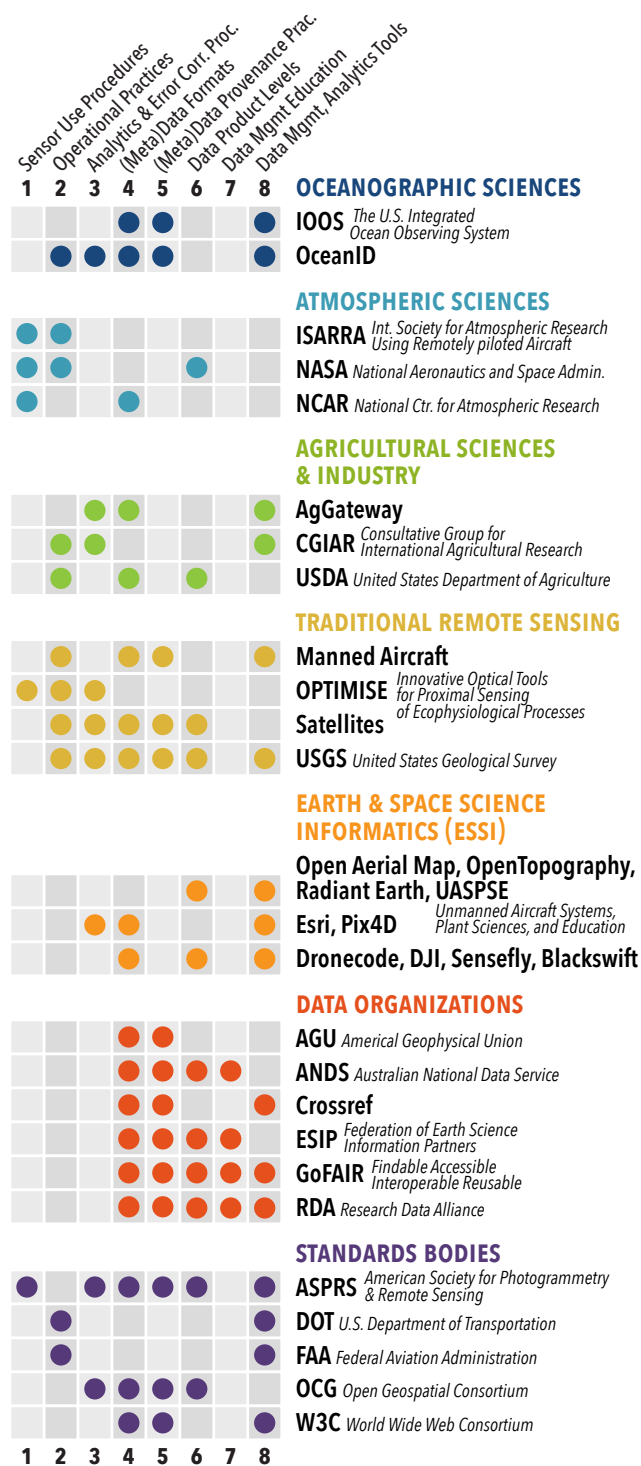 Sensor Use Procedures
Operational Practices
Analytics & Error Corr. Proc.
(Meta)Data Formats
(Meta)Data Provenance Prac.
Data Product Levels
Data Mgmt Education
Data Mgmt, Analytics Tools
1 2 3 4 5 6 7 8
OCEANOGRAPHIC SCIENCES
IOOS The U.S. Integrated
Ocean Observing System
OceanID
ATMOSPHERIC SCIENCES
ISARRA Int. Society for Atmospheric Research
Using Remotely piloted Aircraft
NASA National Aeronautics and Space Admin.
NCAR National Ctr. for Atmospheric Research
AGRICULTURAL SCIENCES
& INDUSTRY
AgGateway
CGIAR Consultative Group for
International Agricultural Research
USDA United States Department of Agriculture
TRADITIONAL REMOTE SENSING
Manned Aircraft
OPTIMISE Innovative Optical Tools
for Proximal Sensing
of Ecophysiological Processes
Satellites
USGS United States Geological Survey
EARTH & SPACE SCIENCE
INFORMATICS (ESSI)
Open Aerial Map, OpenTopography,
Radiant Earth, UASPSE
Unmanned Aircraft Systems,
Plant Sciences, and Education
Esri, Pix4D
Dronecode, DJI, Sensefly, Blackswift
DATA ORGANIZATIONS
AGU Americal Geophysical Union
ANDS Australian National Data Service
Crossref
ESIP Federation of Earth Science
Information Partners
GoFAIR Findable Accessible
Interoperable Reusable
RDA Research Data Alliance
STANDARDS BODIES
ASPRS American Society for Photogrammetry
& Remote Sensing
DOT U.S. Department of Transportation
FAA Federal Aviation Administration
OCG Open Geospatial Consortium
W3C World Wide Web Consortium
1 2 3 4 5 6 7 8